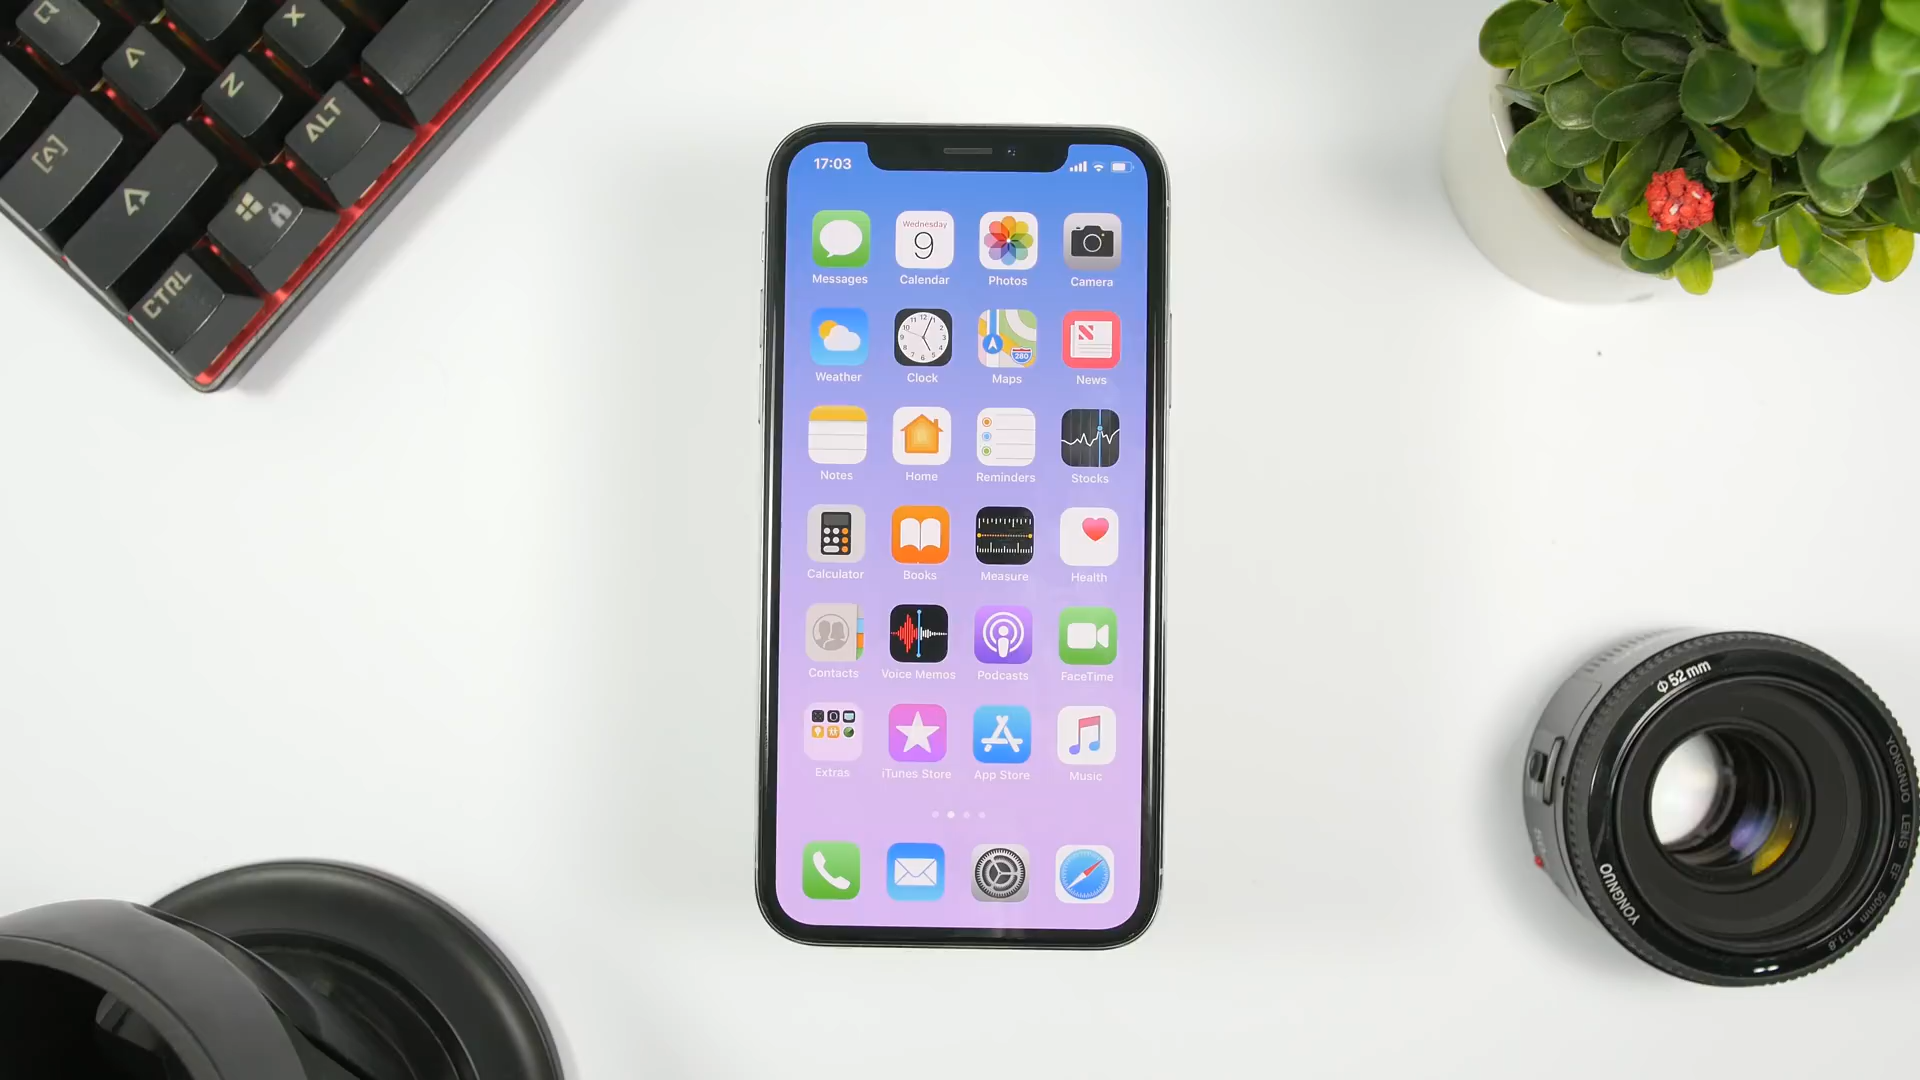 Q
X
A
Z
ALT
[A]
CTRL
17:03
Wednesday
9
Messages Calendar Photos Camera
280
Weather Clock Maps News
Notes Home Reminders Stocks
Calculator Books Measure Health
Contacts Voice Memos Podcasts FaceTime
Extras iTunes Store App Store Music
Φ52mm
YONGNUO LENS EF 50mm 1:1.8
YONGNUO